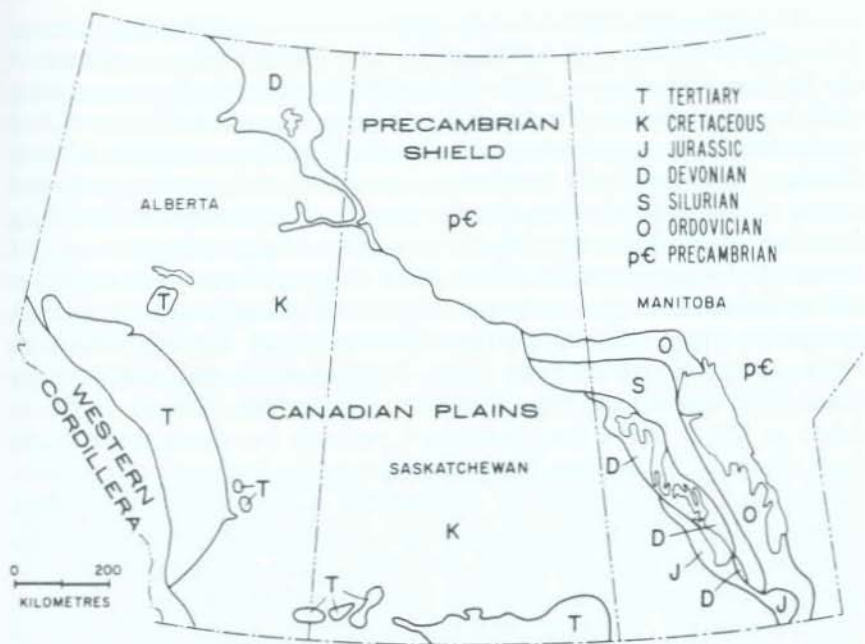 D
PRECAMBRIAN
SHIELD
p€
ALBERTA
T TERTIARY
K CRETACEOUS
J JURASSIC
D DEVONIAN
S SILURIAN
O ORDOVICIAN
p€ PRECAMBRIAN
MANITOBA
T
K
O
p€
S
WESTERN
CORDILLERA
T
CANADIAN PLAINS
SASKATCHEWAN
D
T
K
O
D
J
D
J
0 200
KILOMETRES
T
T